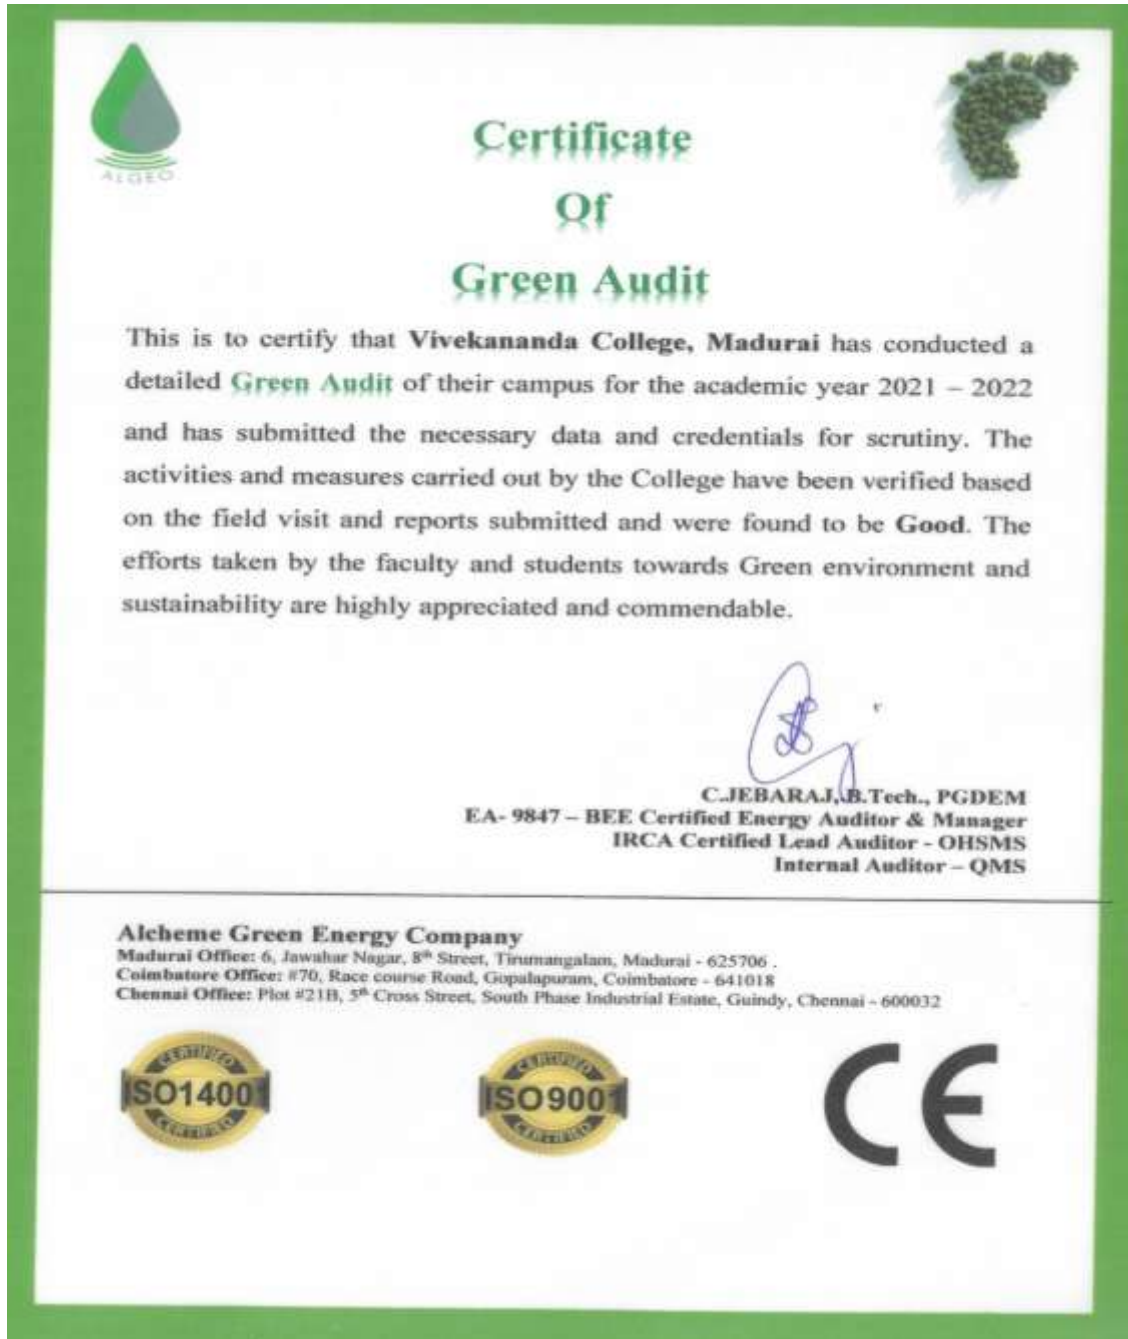 ALGEO
Certificate
Of
Green Audit
This is to certify that Vivekananda College, Madurai has conducted a
detailed Green Audit of their campus for the academic year 2021 – 2022
and has submitted the necessary data and credentials for scrutiny. The
activities and measures carried out by the College have been verified based
on the field visit and reports submitted and were found to be Good. The
efforts taken by the faculty and students towards Green environment and
sustainability are highly appreciated and commendable.
C.JEBARAJ, B.Tech., PGDEM
EA- 9847 – BEE Certified Energy Auditor & Manager
IRCA Certified Lead Auditor - OHSMS
Internal Auditor – QMS
Alcheme Green Energy Company
Madurai Office: 6, Jawahar Nagar, 8th Street, Tirumangalam, Madurai - 625706 .
Coimbatore Office: #70, Race course Road, Gopalapuram, Coimbatore - 641018
Chennai Office: Plot #21B, 5th Cross Street, South Phase Industrial Estate, Guindy, Chennai - 600032
CERTIFIED
ISO14001
CERTIFIED
CERTIFIED
ISO9001
CERTIFIED
CE